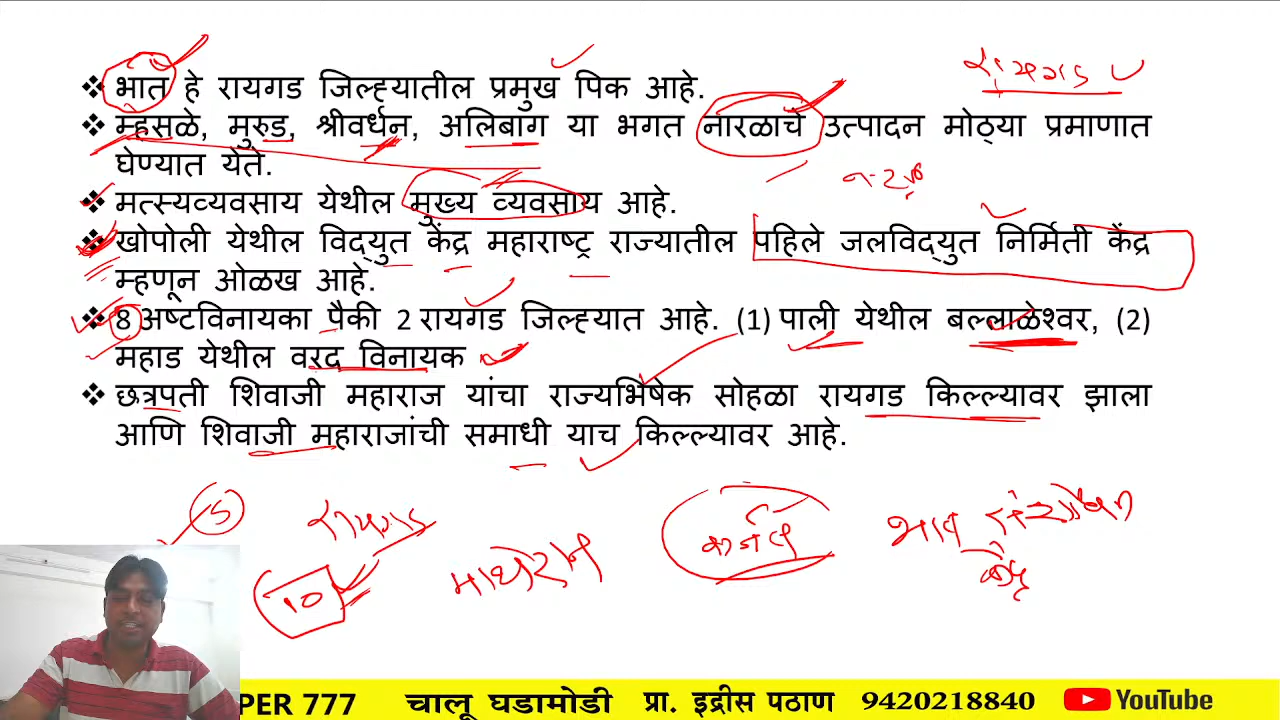 ❖ भात हे रायगड जिल्ह्यातील प्रमुख पिक आहे.
रायगड
❖ म्हसळे, मुरुड, श्रीवर्धन, अलिबाग या भगत नारळाचे उत्पादन मोठ्या प्रमाणात
घेण्यात येते.
❖ मत्स्यव्यवसाय येथील मुख्य व्यवसाय आहे.
❖ खोपोली येथील विद्युत केंद्र महाराष्ट्र राज्यातील पहिले जलविद्युत निर्मिती केंद्र
म्हणून ओळख आहे.
❖ 8 अष्टविनायका पैकी 2 रायगड जिल्ह्यात आहे. (1) पाली येथील बल्लाळेश्वर, (2)
महाड येथील वरद विनायक
❖ छत्रपती शिवाजी महाराज यांचा राज्यभिषेक सोहळा रायगड किल्ल्यावर झाला
आणि शिवाजी महाराजांची समाधी याच किल्ल्यावर आहे.
रायगड
10 माथेरान कर्जत भात संशोधन
केंद्र
PER 777 चालू घडामोडी प्रा. इद्रीस पठाण 9420218840 YouTube